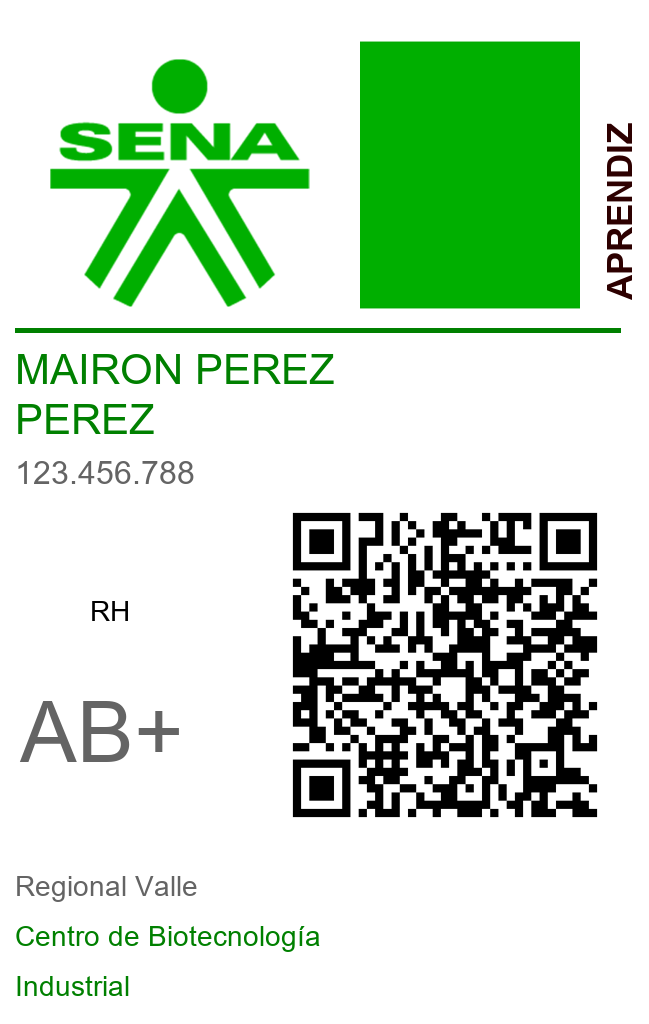 SENA
APRENDIZ
MAIRON PEREZ
PEREZ
123.456.788
RH
AB+
Regional Valle
Centro de Biotecnología
Industrial